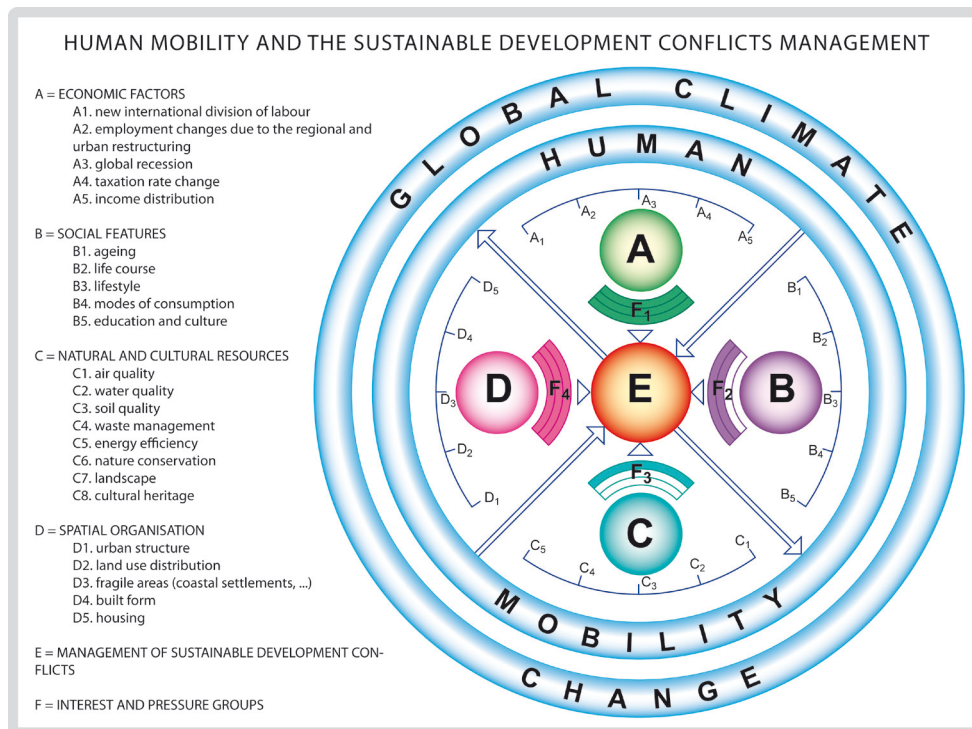 HUMAN MOBILITY AND THE SUSTAINABLE DEVELOPMENT CONFLICTS MANAGEMENT
A = ECONOMIC FACTORS
A1. new international division of labour
A2. employment changes due to the regional and
urban restructuring
A3. global recession
A4. taxation rate change
A5. income distribution
B = SOCIAL FEATURES
B1. ageing
B2. life course
B3. lifestyle
B4. modes of consumption
B5. education and culture
C = NATURAL AND CULTURAL RESOURCES
C1. air quality
C2. water quality
C3. soil quality
C4. waste management
C5. energy efficiency
C6. nature conservation
C7. landscape
C8. cultural heritage
D = SPATIAL ORGANISATION
D1. urban structure
D2. land use distribution
D3. fragile areas (coastal settlements, ...)
D4. built form
D5. housing
E = MANAGEMENT OF SUSTAINABLE DEVELOPMENT CON-
FLICTS
F = INTEREST AND PRESSURE GROUPS
GLOBAL CLIMATE
HUMAN
A1 A2 A3 A4 A5
A
F1
D5 D4 D3 D2 D1
D
F4
E
F2
B
B1 B2 B3 B4 B5
F3
C
C5 C4 C3 C2 C1
MOBILITY
CHANGE